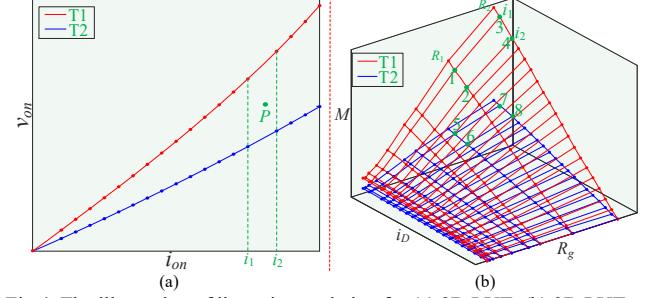 T1
T2
v_on
P
i_on
i_1
i_2
(a)
R_2
i_1
3
i_2
4
R_1
T1
T2
1
2
M
7
8
5
6
i_D
R_g
(b)